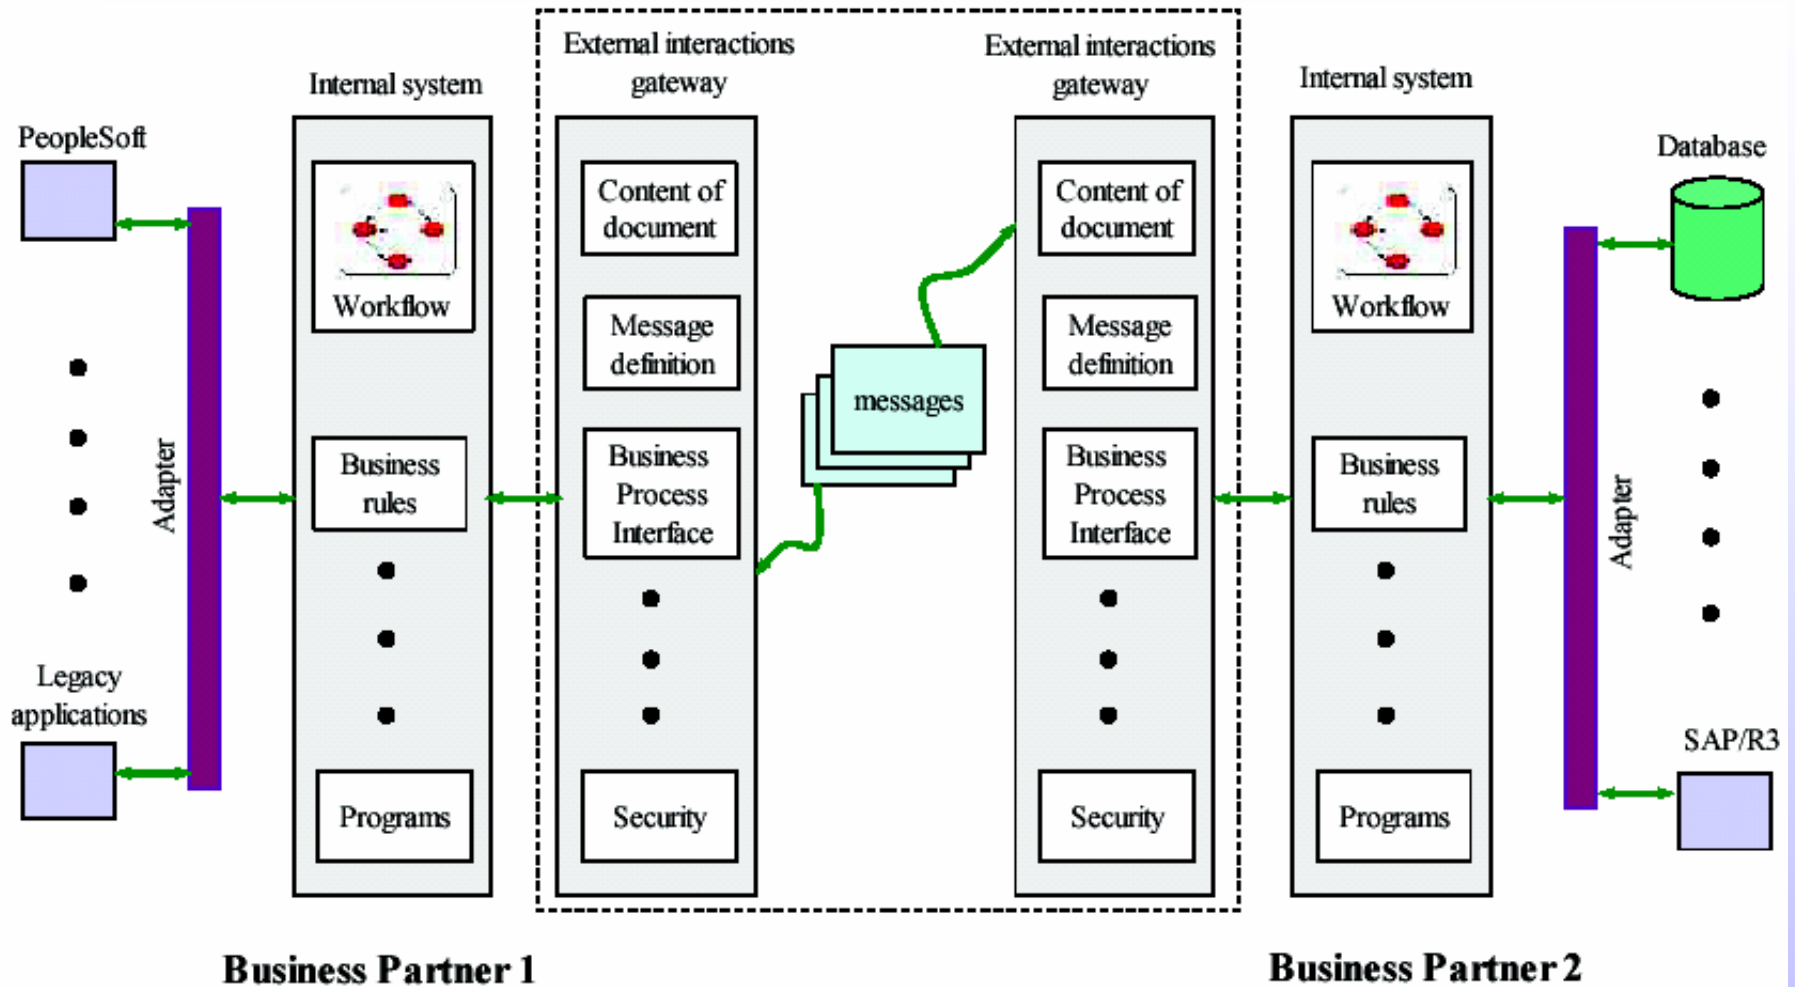 External interactions
gateway
External interactions
gateway
Internal system
Internal system
PeopleSoft
Database
Content of
document
Content of
document
Workflow
Workflow
Message
definition
Message
definition
messages
Adapter
Business
rules
Business
Process
Interface
Business
Process
Interface
Business
rules
Adapter
Legacy
applications
SAP/R3
Programs
Security
Security
Programs
Business Partner 1
Business Partner 2